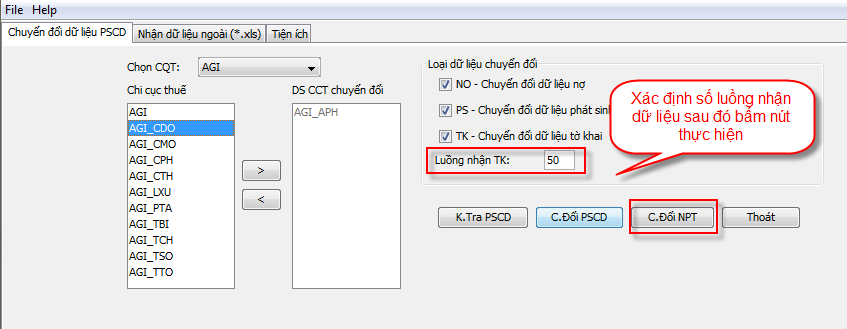 File Help
Chuyển đổi dữ liệu PSCD Nhận dữ liệu ngoài (*.xls) Tiện ích
Chọn CQT: AGI
Chi cục thuế
AGI
AGI_CDO
AGI_CMO
AGI_CPH
AGI_CTH
AGI_LXU
AGI_PTA
AGI_TBI
AGI_TCH
AGI_TSO
AGI_TTO
>
<
DS CCT chuyển đổi
AGI_APH
Loại dữ liệu chuyển đổi
NO - Chuyển đổi dữ liệu nợ
PS - Chuyển đổi dữ liệu phát sinh
TK - Chuyển đổi dữ liệu tờ khai
Luồng nhận TK: 50
Xác định số luồng nhận
dữ liệu sau đó bấm nút
thực hiện
K.Tra PSCD C.Đổi PSCD C.Đổi NPT Thoát